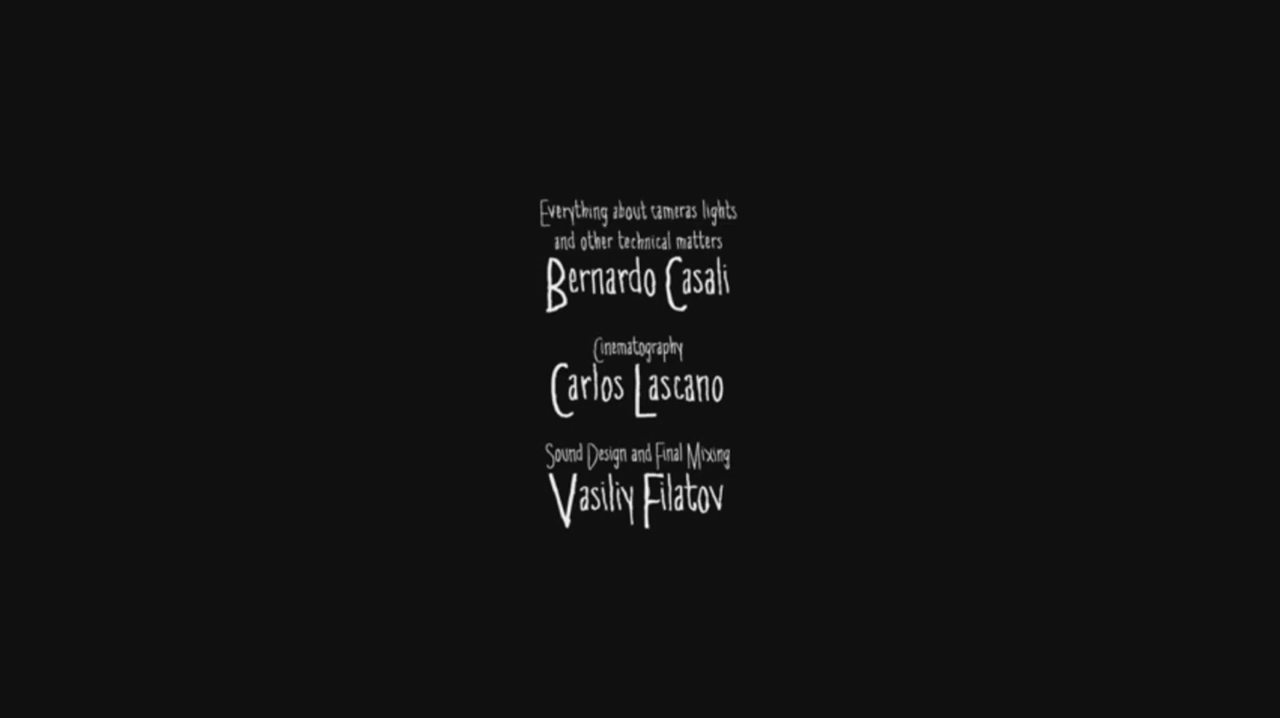 Everything about cameras lights
and other technical matters
Bernardo Casali
Cinematography
Carlos Lascano
Sound Design and Final Mixing
Vasiliy Filatov